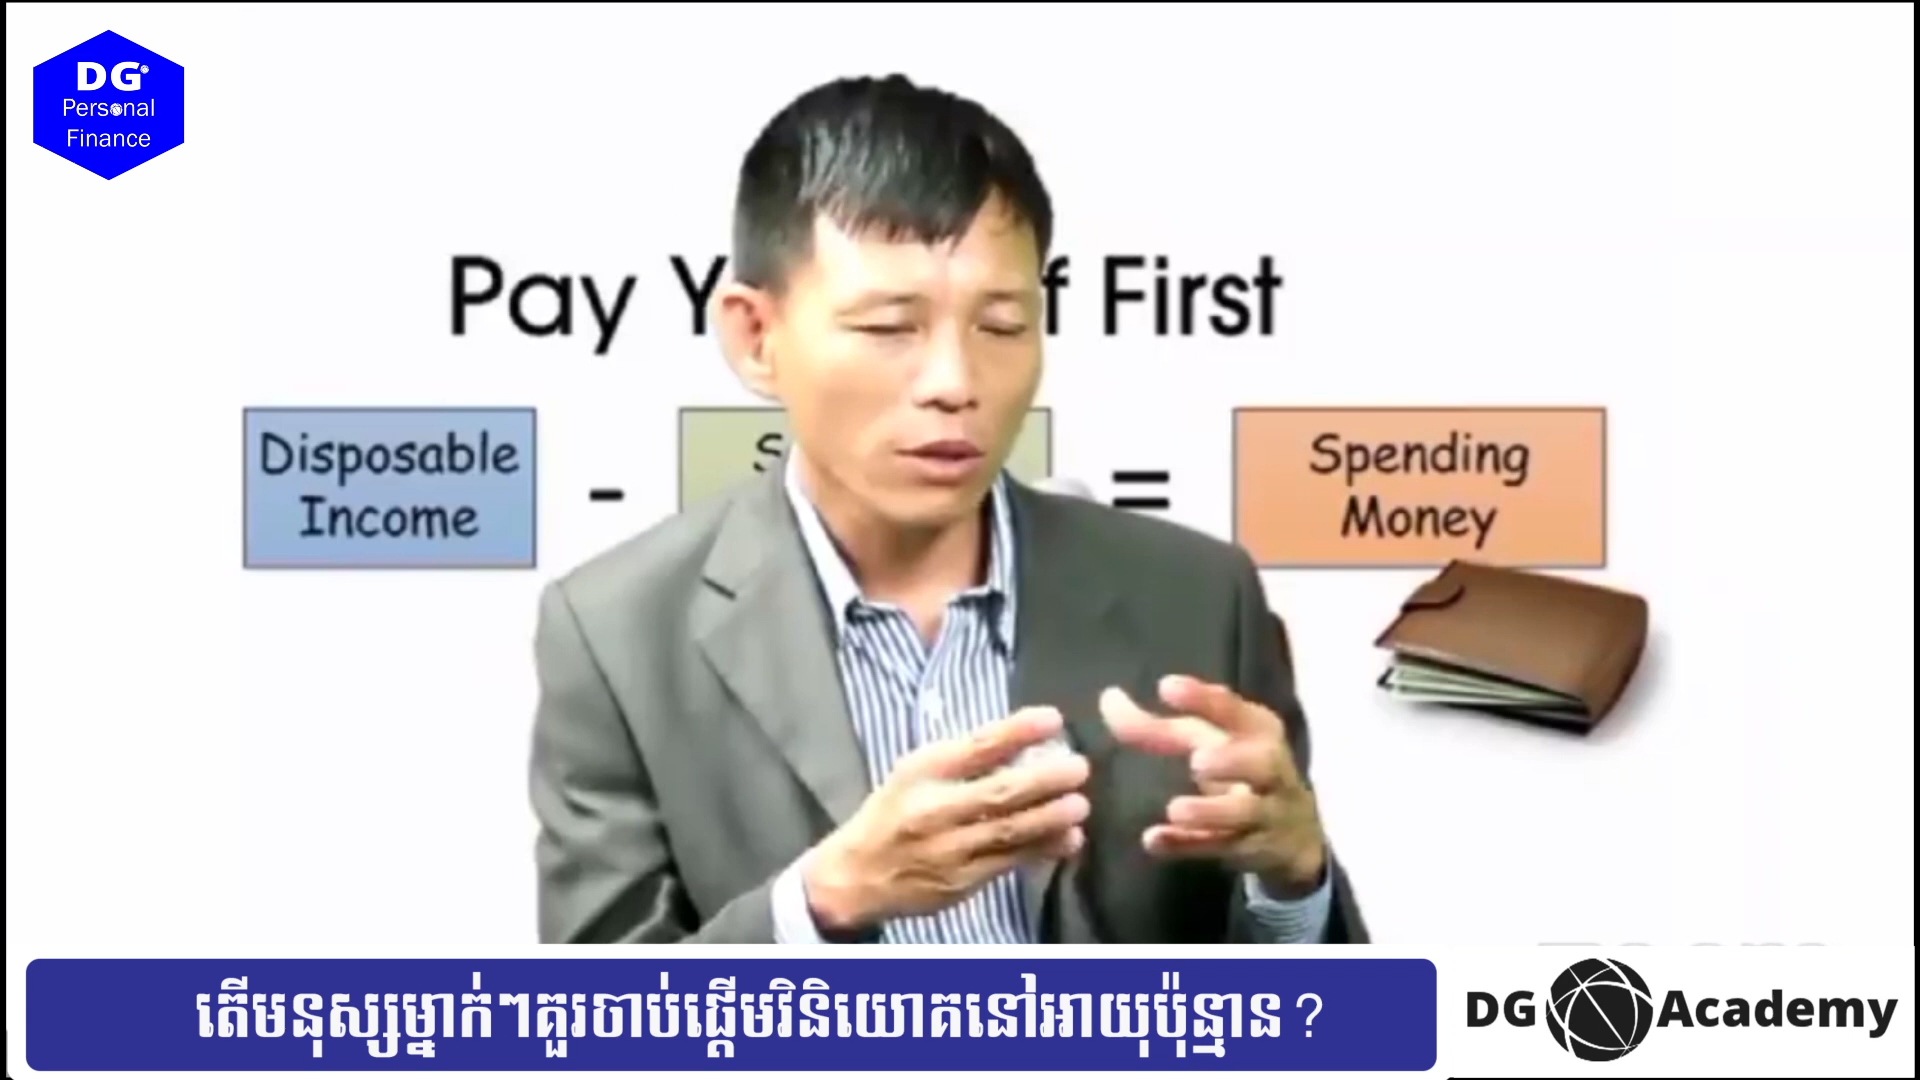 DG
Personal
Finance
Pay First
Disposable
Income
-
=
Spending
Money
តើមនុស្សម្នាក់ៗគួរចាប់ផ្ដើមវិនិយោគនៅអាយុប៉ុន្មាន?
DG Academy